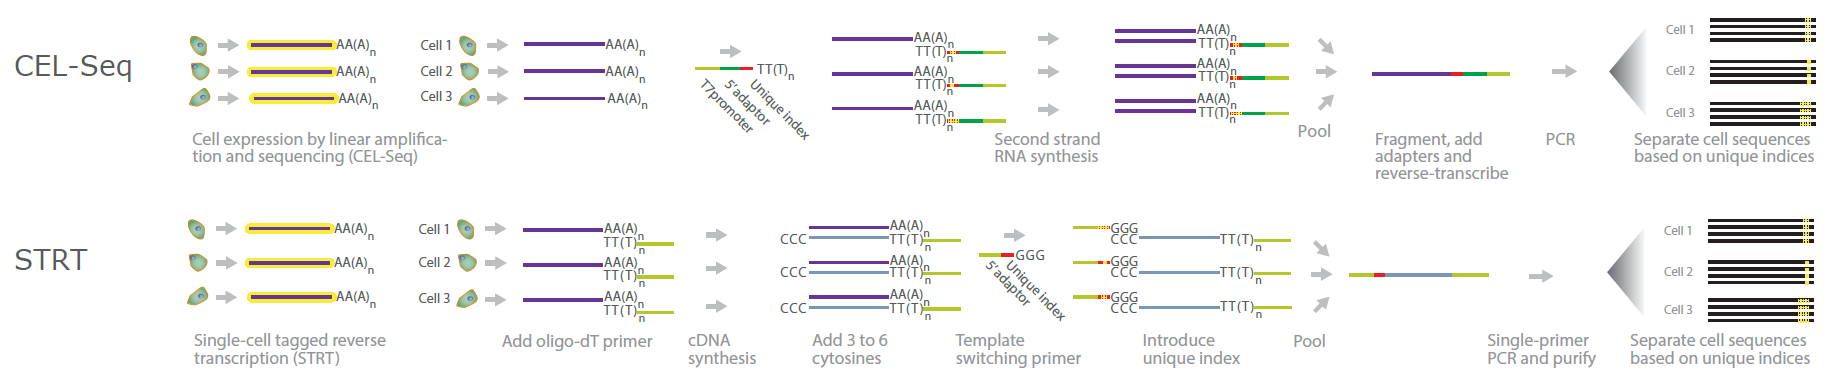 CEL-Seq
AA(A)n
AA(A)n
AA(A)n
Cell expression by linear amplifica-
tion and sequencing (CEL-Seq)
Cell 1
Cell 2
Cell 3
AA(A)n
AA(A)n
AA(A)n
TT(T)n
Unique index
5'adaptor
T7promoter
AA(A)n
TT(T)n
AA(A)n
TT(T)n
AA(A)n
TT(T)n
Second strand
RNA synthesis
AA(A)n
TT(T)n
AA(A)n
TT(T)n
AA(A)n
TT(T)n
Pool
Fragment, add
adapters and
reverse-transcribe
PCR
Cell 1
Cell 2
Cell 3
Separate cell sequences
based on unique indices
STRT
AA(A)n
AA(A)n
AA(A)n
Single-cell tagged reverse
transcription (STRT)
Cell 1
Cell 2
Cell 3
AA(A)n
TT(T)n
AA(A)n
TT(T)n
AA(A)n
TT(T)n
Add oligo-dT primer
cDNA
synthesis
AA(A)n
CCC
TT(T)n
AA(A)n
CCC
TT(T)n
AA(A)n
CCC
TT(T)n
Add 3 to 6
cytosines
GGG
Unique index
5'adaptor
Template
switching primer
GGG
CCC
TT(T)n
GGG
CCC
TT(T)n
GGG
CCC
TT(T)n
Introduce
unique index
Pool
Single-primer
PCR and purify
Cell 1
Cell 2
Cell 3
Separate cell sequences
based on unique indices